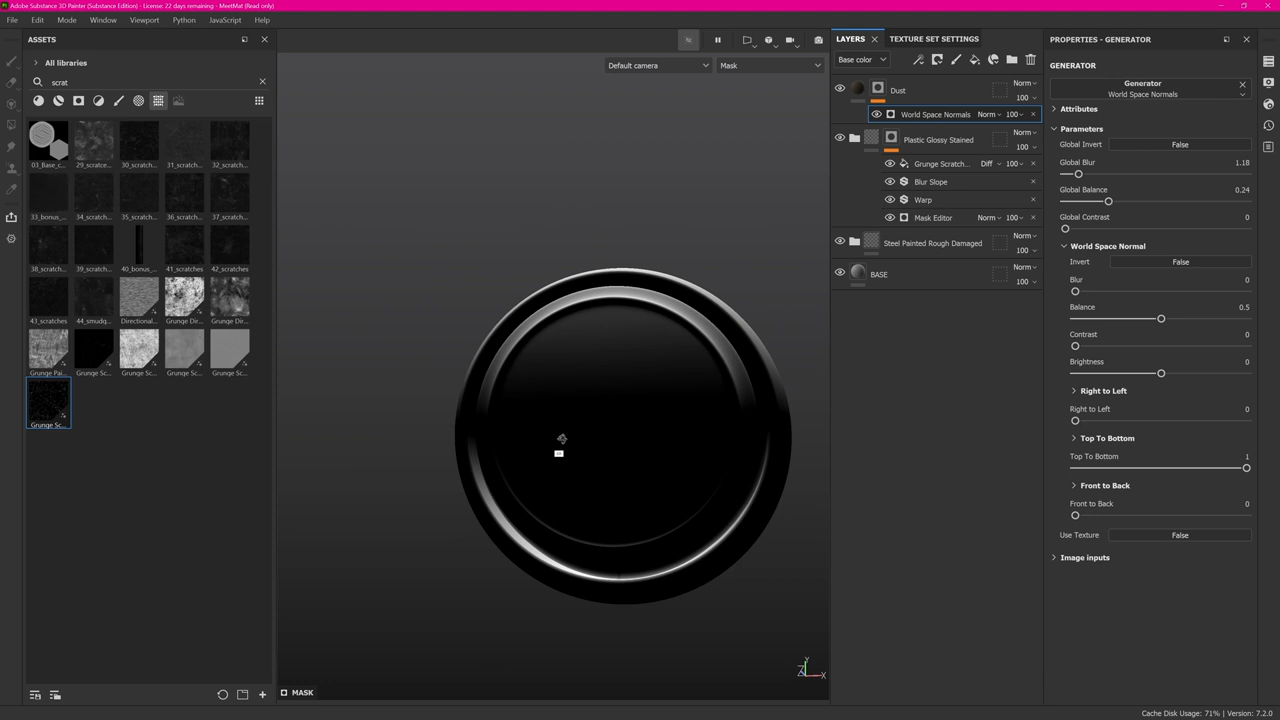 Adobe Substance 3D Painter (Substance Edition) - License: 22 days remaining - MeetMat (Read only)
File Edit Mode Window Viewport Python JavaScript Help
ASSETS
All libraries
scrat
03_Base_c... 29_scratche... 30_scratch... 31_scratch... 32_scratch...
33_bonus_... 34_scratch... 35_scratch... 36_scratch... 37_scratch...
38_scratch... 39_scratch... 40_bonus_... 41_scratches 42_scratches
43_scratches 44_smudg... Directional... Grunge Dir... Grunge Dir...
Grunge Pai... Grunge Sc... Grunge Sc... Grunge Sc... Grunge Sc...
Grunge Sc...
Default camera
Mask
MASK
Y
Z
X
LAYERS
TEXTURE SET SETTINGS
Base color
Dust Norm 100
World Space Normals Norm 100
Plastic Glossy Stained Norm 100
Grunge Scratch... Diff 100
Blur Slope
Warp
Mask Editor Norm 100
Steel Painted Rough Damaged Norm 100
BASE Norm 100
PROPERTIES - GENERATOR
GENERATOR
Generator
World Space Normals
Attributes
Parameters
Global Invert False
Global Blur 1.18
Global Balance 0.24
Global Contrast 0
World Space Normal
Invert False
Blur 0
Balance 0.5
Contrast 0
Brightness 0
Right to Left
Right to Left 0
Top To Bottom
Top To Bottom 1
Front to Back
Front to Back 0
Use Texture False
Image inputs
Cache Disk Usage: 71% | Version: 7.2.0